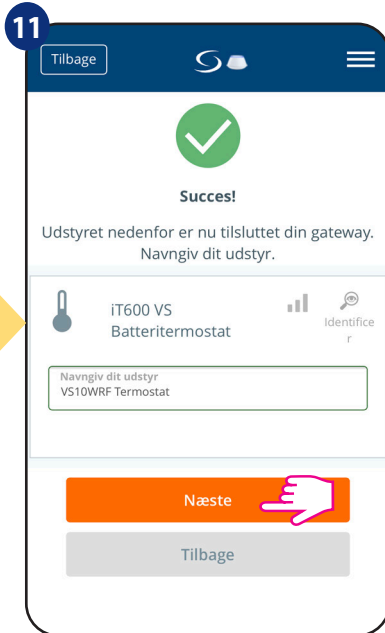 11
Tilbage
Succes!
Udstyret nedenfor er nu tilsluttet din gateway.
Navngiv dit udstyr.
iT600 VS
Batteritermostat
Identifice
r
Navngiv dit udstyr
VS10WRF Termostat
Næste
Tilbage